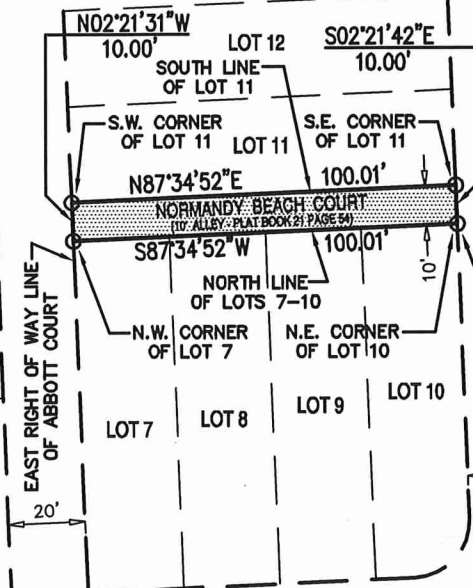 N02°21'31"W
10.00'
LOT 12
S02°21'42"E
10.00'
SOUTH LINE
OF LOT 11
S.W. CORNER
OF LOT 11
LOT 11
S.E. CORNER
OF LOT 11
N87°34'52"E
100.01'
NORMANDY BEACH COURT
(10' ALLEY - PLAT BOOK 21 PAGE 54)
S87°34'52"W
100.01'
10'
NORTH LINE
OF LOTS 7-10
N.W. CORNER
OF LOT 7
N.E. CORNER
OF LOT 10
EAST RIGHT OF WAY LINE
OF ABBOTT COURT
LOT 7
LOT 8
LOT 9
LOT 10
20'